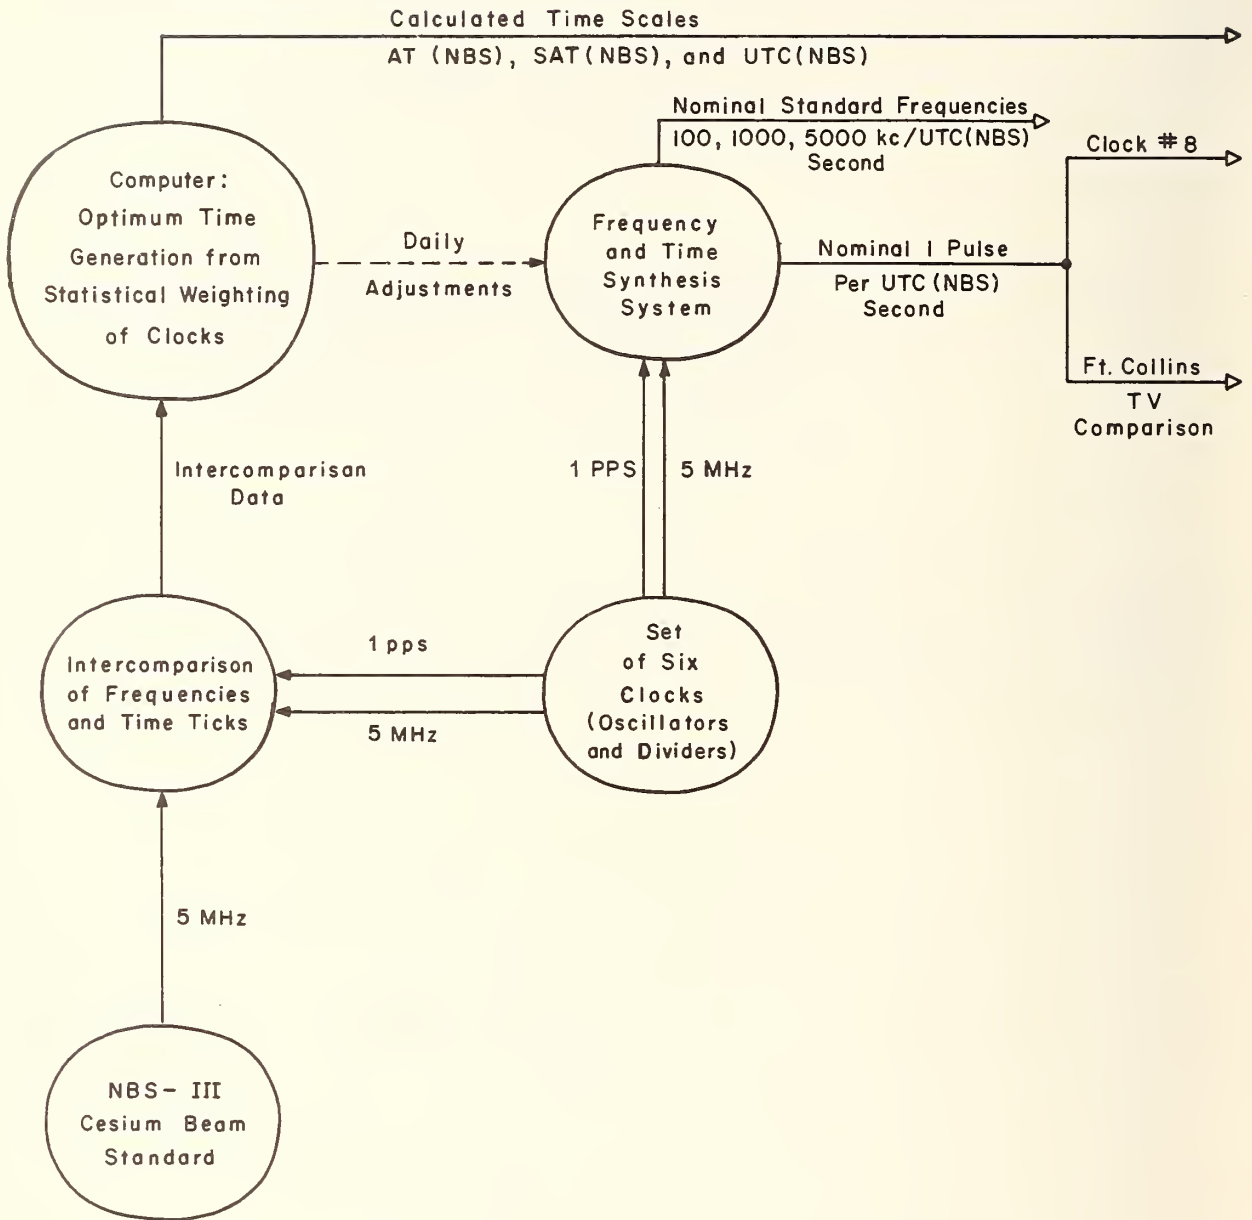 Calculated Time Scales
AT (NBS), SAT(NBS), and UTC(NBS)
Nominal Standard Frequencies
100, 1000, 5000 kc/UTC(NBS)
Second
Clock #8
Computer:
Optimum Time
Generation from
Statistical Weighting
of Clocks
Daily
Adjustments
Frequency
and Time
Synthesis
System
Nominal 1 Pulse
Per UTC (NBS)
Second
Ft. Collins
TV
Comparison
Intercomparisan
Data
1 PPS
5 MHz
Intercomparison
of Frequencies
and Time Ticks
1 pps
5 MHz
Set
of Six
Clocks
(Oscillators
and Dividers)
5 MHz
NBS- III
Cesium Beam
Standard